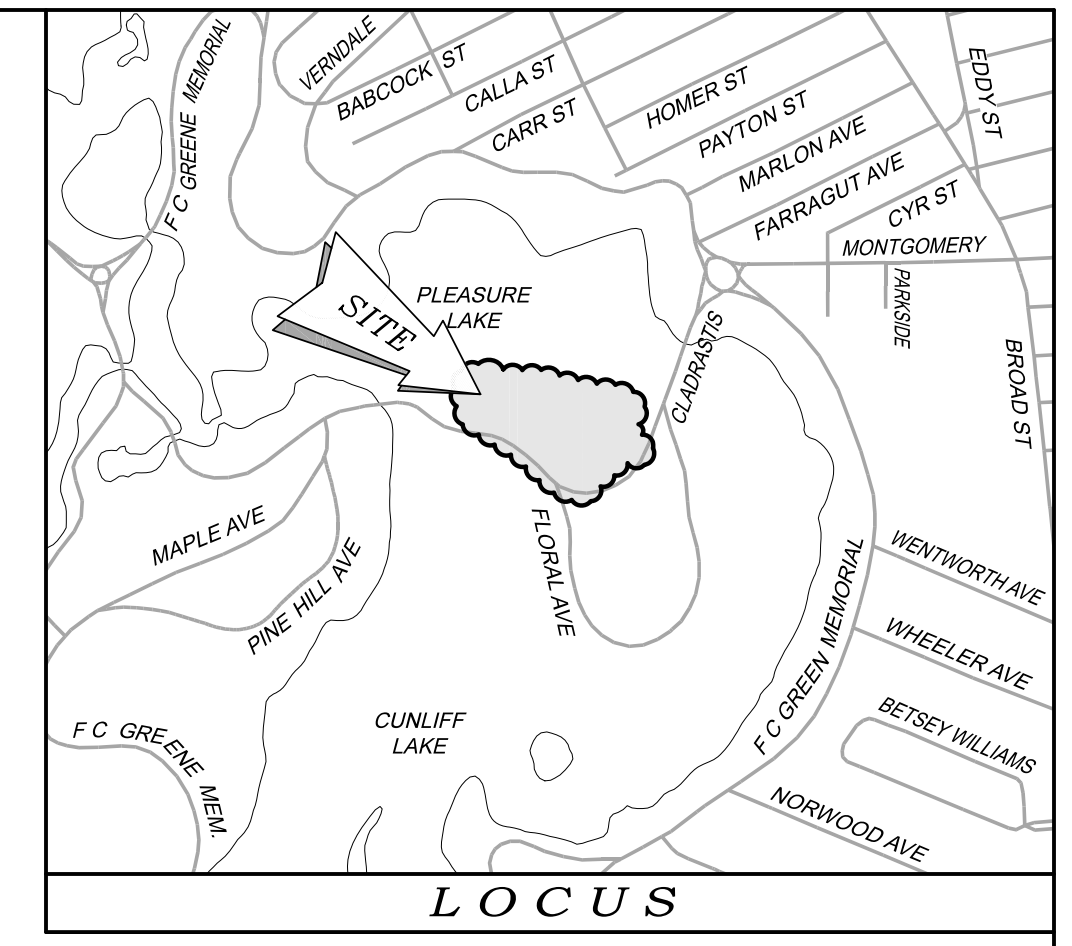 F C GREENE MEMORIAL
VERNDALE
BABCOCK ST
CALLA ST
CARR ST
HOMER ST
PAYTON ST
MARLON AVE
FARRAGUT AVE
CYR ST
EDDY ST
MONTGOMERY
PARKSIDE
BROAD ST
PLEASURE
LAKE
SITE
CLADRASTIS
MAPLE AVE
PINE HILL AVE
FLORAL AVE
WENTWORTH AVE
WHEELER AVE
F C GREEN MEMORIAL
BETSEY WILLIAMS
NORWOOD AVE
F C GREENE MEM.
CUNLIFF
LAKE
LOCUS